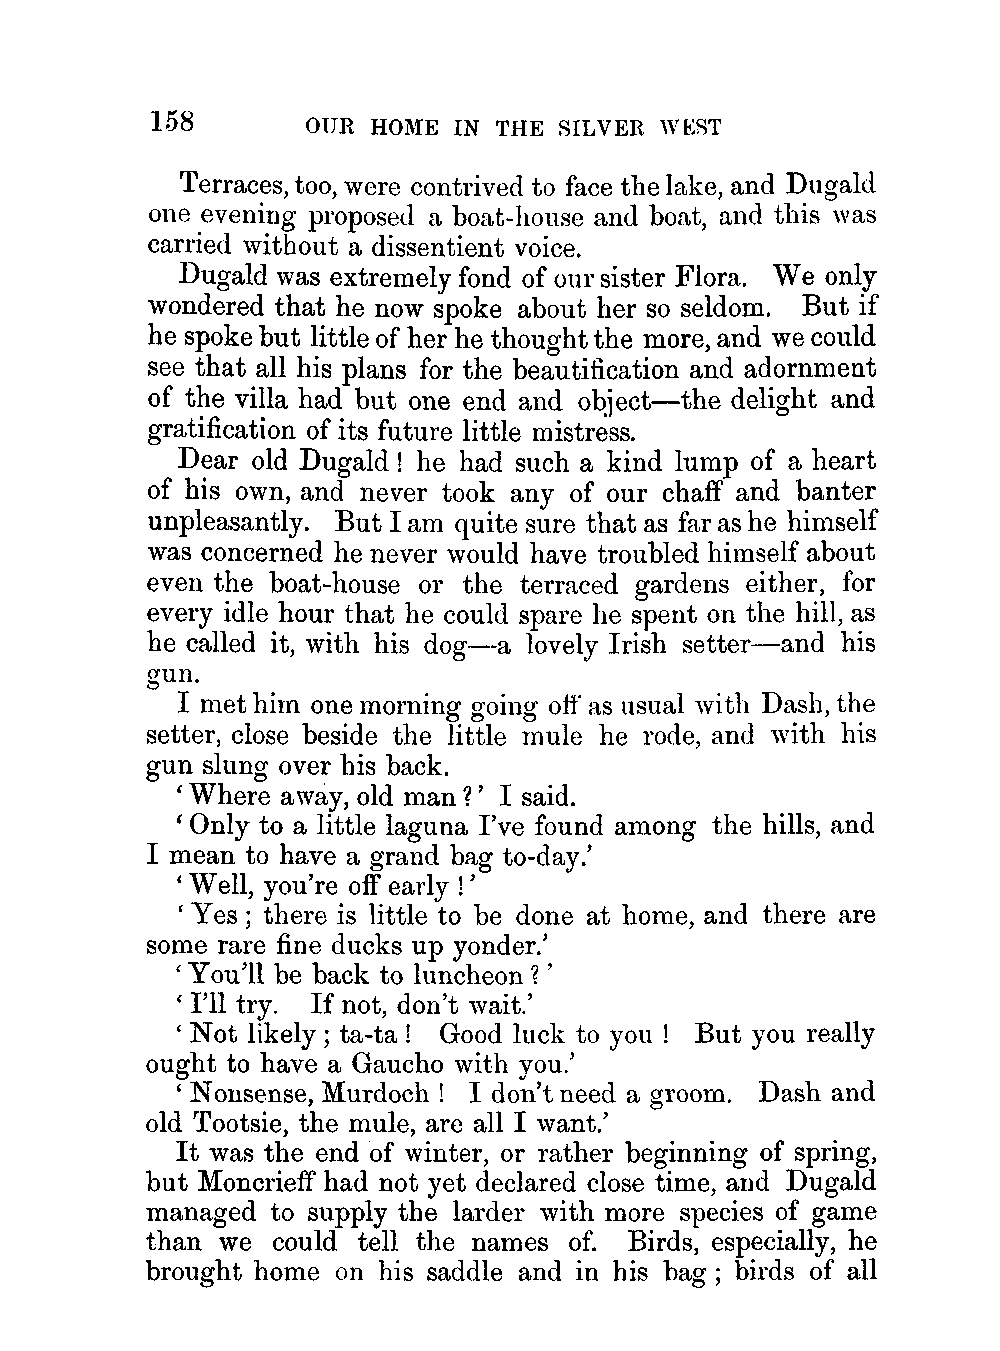 158 OUR HOME IN THE SILVER WEST
Terraces, too, were contrived to face the lake, and Dugald
one evening proposed a boat-house and boat, and this was
carried without a dissentient voice.
Dugald was extremely fond of our sister Flora. We only
wondered that he now spoke about her so seldom. But if
he spoke but little of her he thought the more, and we could
see that all his plans for the beautification and adornment
of the villa had but one end and object—the delight and
gratification of its future little mistress.
Dear old Dugald! he had such a kind lump of a heart
of his own, and never took any of our chaff and banter
unpleasantly. But I am quite sure that as far as he himself
was concerned he never would have troubled himself about
even the boat-house or the terraced gardens either, for
every idle hour that he could spare he spent on the hill, as
he called it, with his dog—a lovely Irish setter—and his
gun.
I met him one morning going off as usual with Dash, the
setter, close beside the little mule he rode, and with his
gun slung over his back.
‘Where away, old man?’ I said.
‘Only to a little laguna I've found among the hills, and
I mean to have a grand bag to-day.’
‘Well, you're off early!’
‘Yes; there is little to be done at home, and there are
some rare fine ducks up yonder.’
‘You'll be back to luncheon?’
‘I'll try. If not, don't wait.’
‘Not likely; ta-ta! Good luck to you! But you really
ought to have a Gaucho with you.’
‘Nonsense, Murdoch! I don't need a groom. Dash and
old Tootsie, the mule, are all I want.’
It was the end of winter, or rather beginning of spring,
but Moncrieff had not yet declared close time, and Dugald
managed to supply the larder with more species of game
than we could tell the names of. Birds, especially, he
brought home on his saddle and in his bag; birds of all